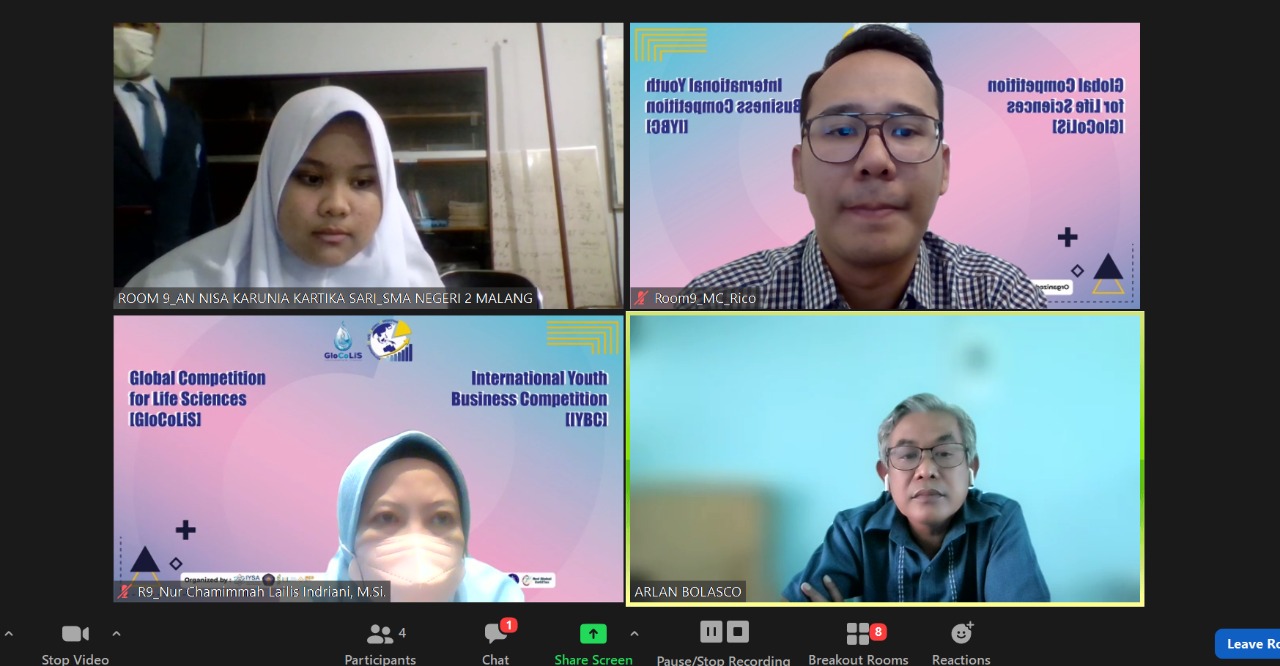 ROOM 9_AN NISA KARUNIA KARTIKA SARI_SMA NEGERI 2 MALANG
International Youth
Business Competition
[IYBC]
Global Competition
for Life Sciences
[GloCoLiS]
Room9_MC_Rico
GloCoLiS
Global Competition
for Life Sciences
[GloCoLiS]
International Youth
Business Competition
[IYBC]
Organized by :
IYSA
R9_Nur Chamimmah Lailis Indriani, M.Si.
ARLAN BOLASCO
Stop Video
Participants
4
Chat
1
Share Screen
Pause/Stop Recording
Breakout Rooms
8
Reactions
Leave Ro